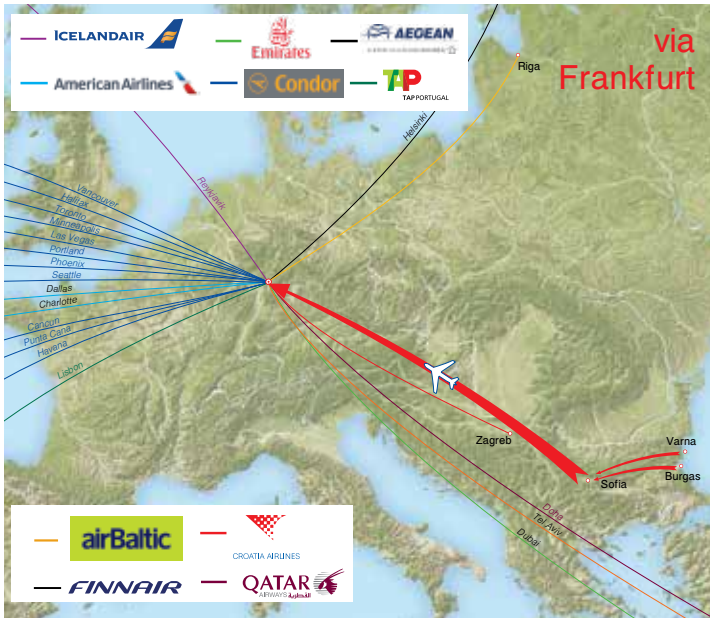 ICELANDAIR
Emirates
AEGEAN
via
Frankfurt
American Airlines
Condor
TAP
TAP PORTUGAL
Riga
Helsinki
Reykjavik
Vancouver
Halifax
Toronto
Minneapolis
Las Vegas
Portland
Phoenix
Seattle
Dallas
Charlotte
Cancun
Punta Cana
Havana
Lisbon
Zagreb
Varna
Burgas
Sofia
Doha
Tel Aviv
Dubai
airBaltic
CROATIA AIRLINES
FINNAIR
QATAR
AIRWAYS القطرية